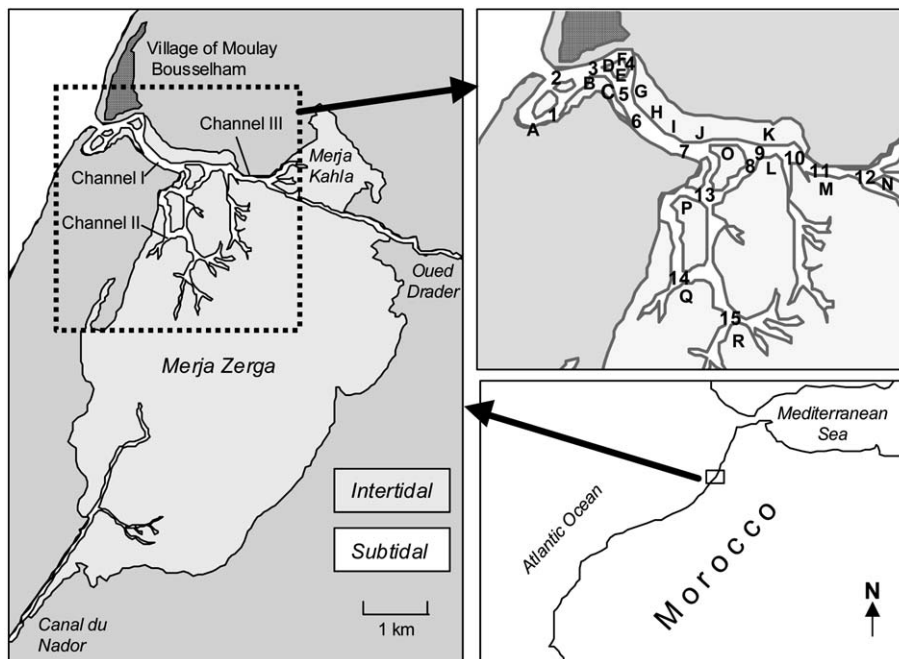 Village of Moulay
Bousselham
Channel III
Merja
Kahla
Channel I
Channel II
Oued
Drader
Merja Zerga
Intertidal
Subtidal
1 km
Canal du
Nador
F
2
3
D
4
E
B
C
5
G
1
A
6
H
I
J
K
7
O
9
8
L
10
11
M
12
N
13
P
14
Q
15
R
Mediterranean
Sea
Atlantic Ocean
Morocco
N